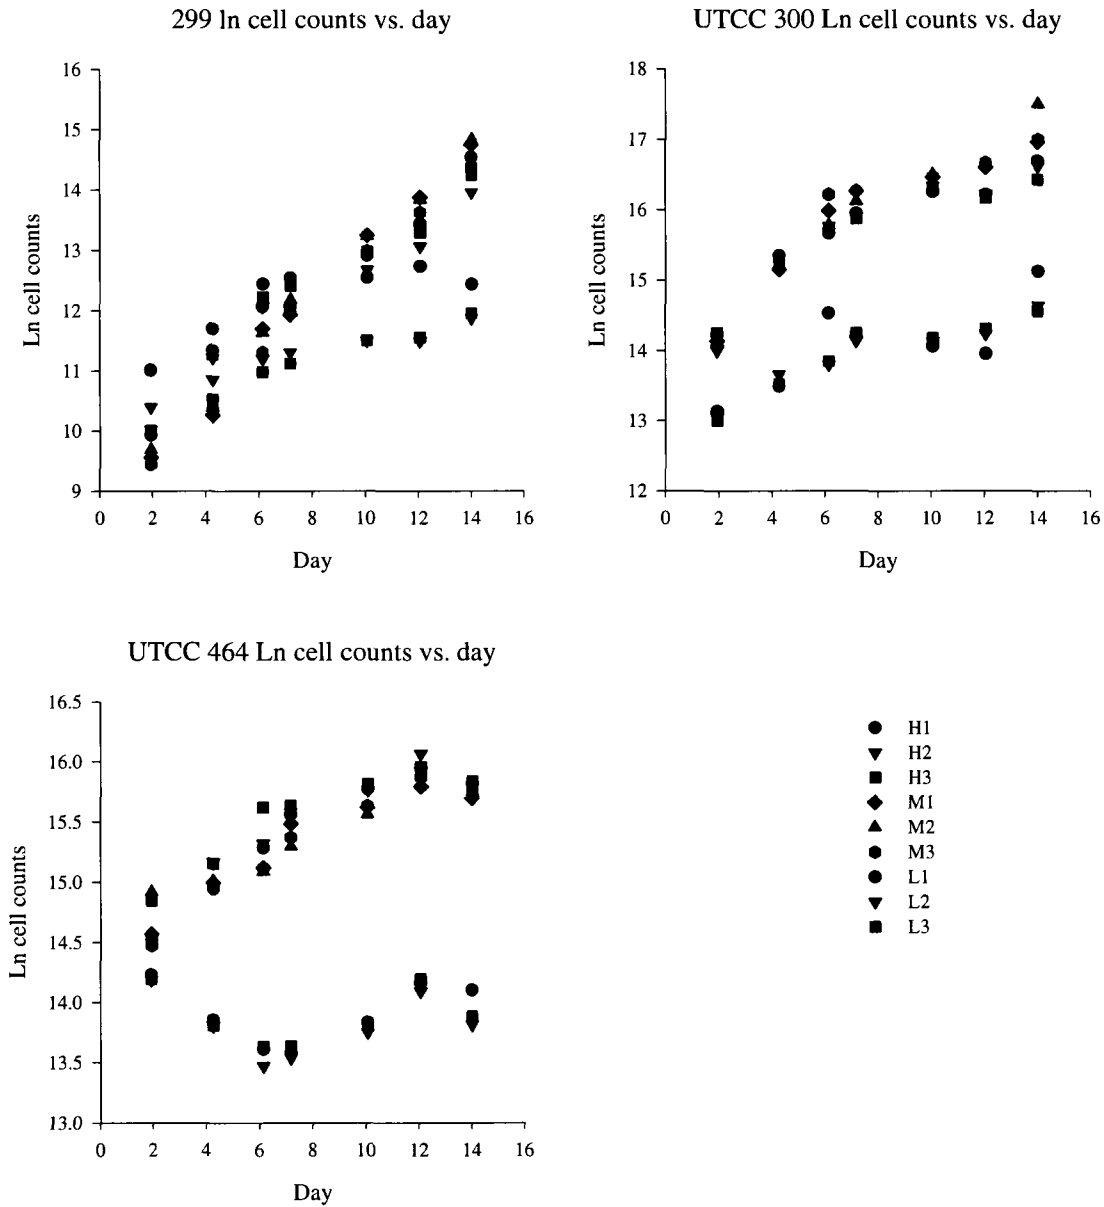 299 ln cell counts vs. day
16
15
14
13
12
11
10
9
Ln cell counts
0 2 4 6 8 10 12 14 16
Day
UTCC 300 Ln cell counts vs. day
18
17
16
15
14
13
12
Ln cell counts
0 2 4 6 8 10 12 14 16
Day
UTCC 464 Ln cell counts vs. day
16.5
16.0
15.5
15.0
14.5
14.0
13.5
13.0
Ln cell counts
0 2 4 6 8 10 12 14 16
Day
H1
H2
H3
M1
M2
M3
L1
L2
L3